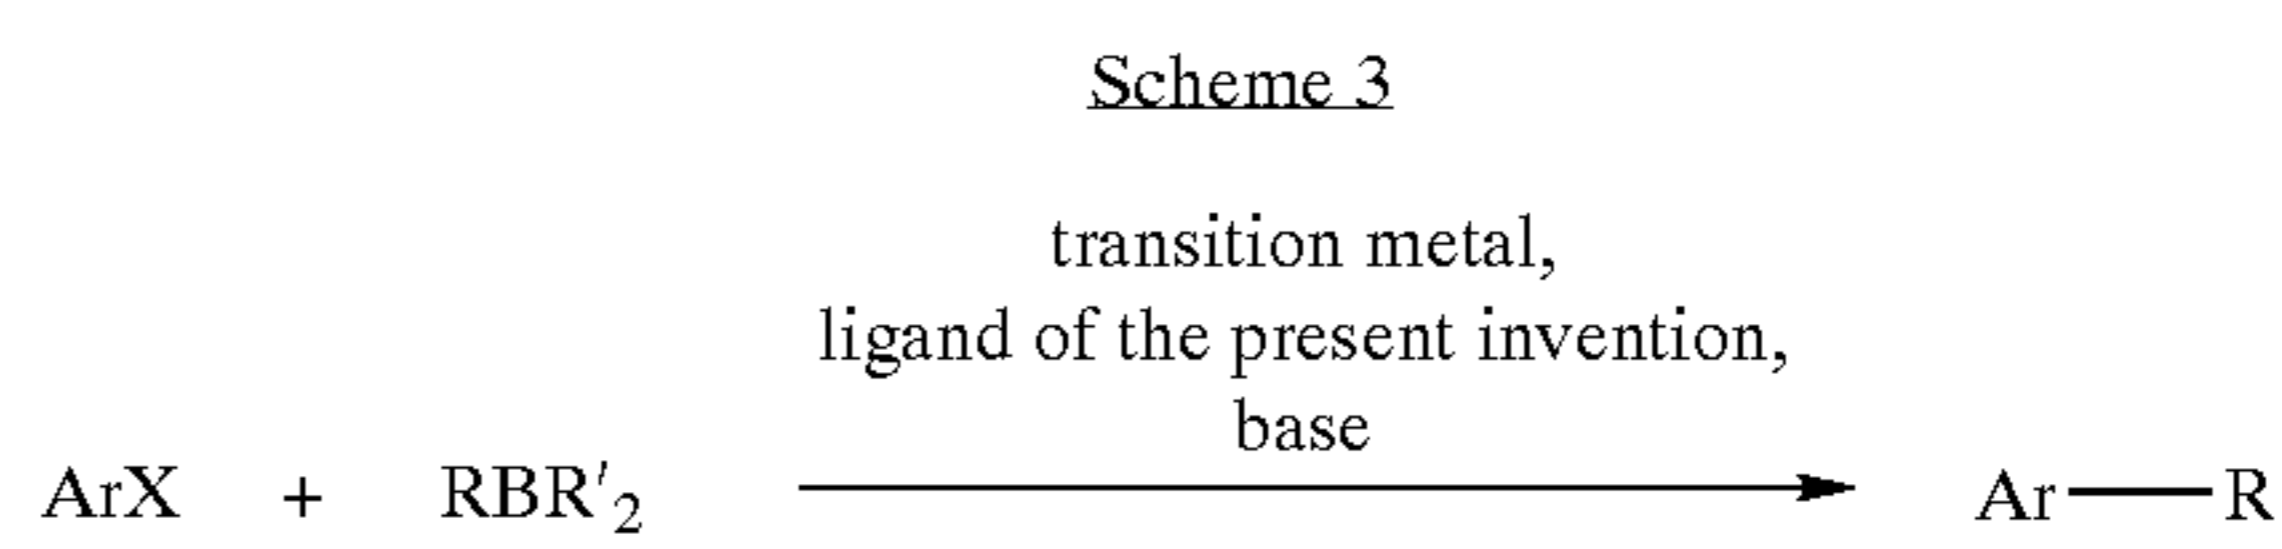 Scheme 3
transition metal,
ligand of the present invention,
base
ArX + RBR′₂ Ar—R